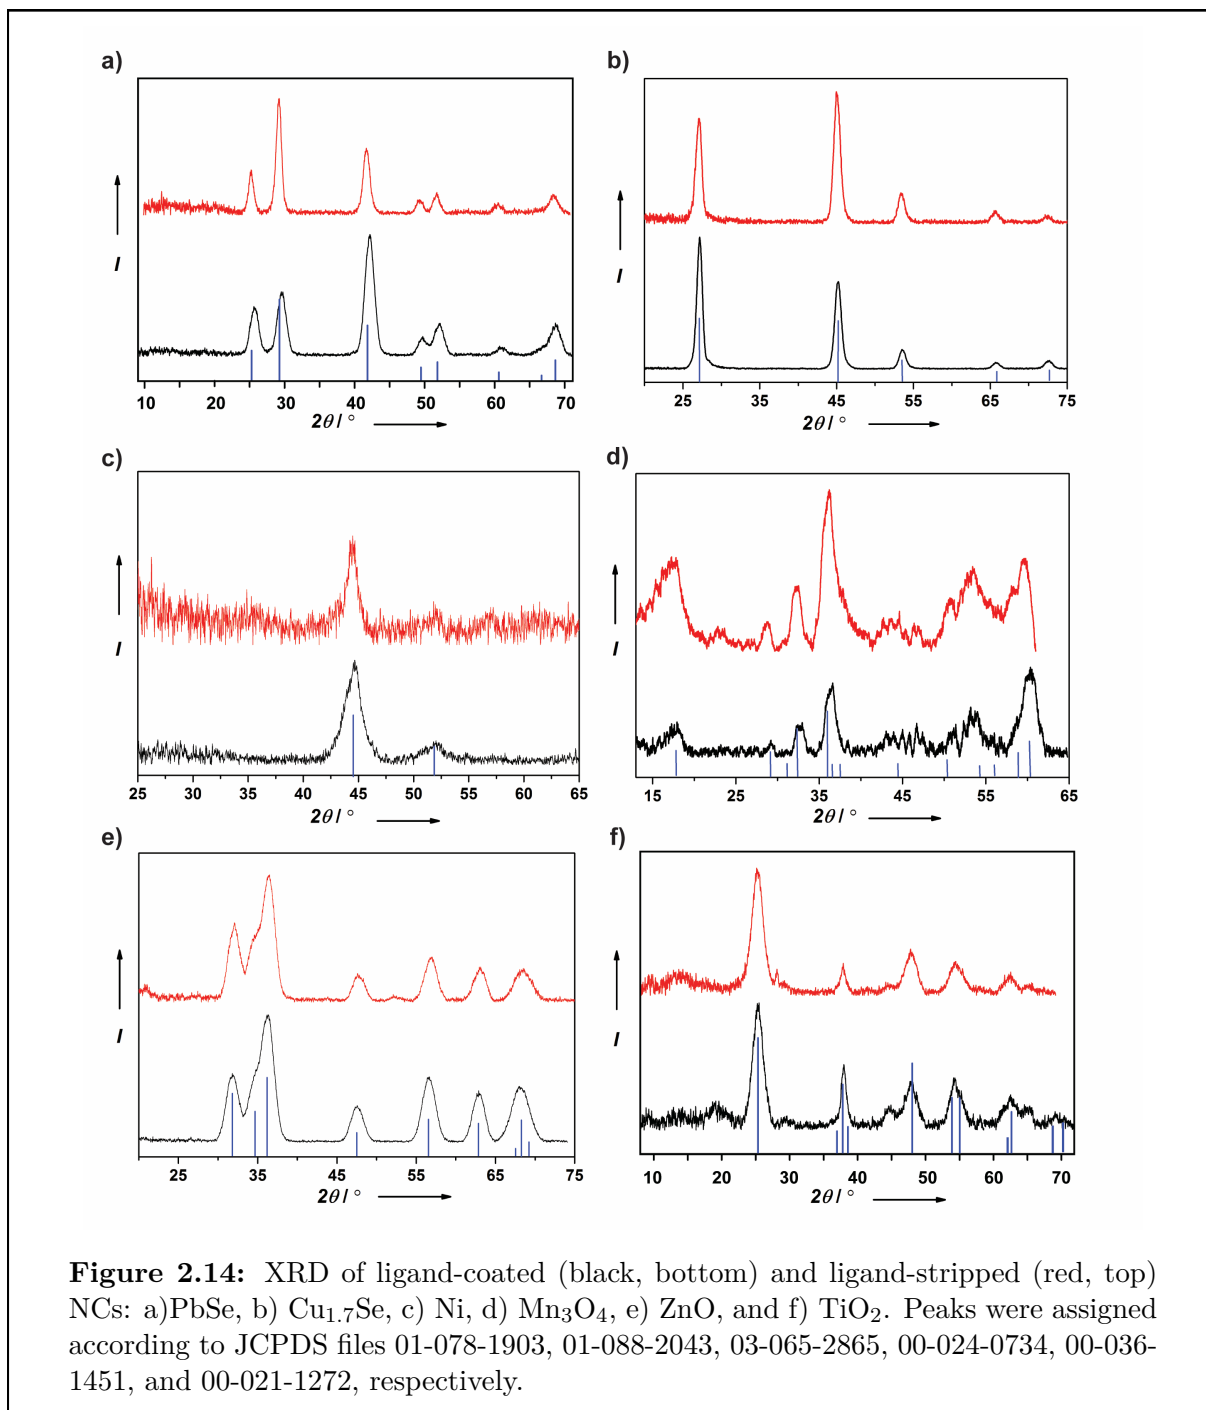 a)
I
10 20 30 40 50 60 70
2θ / °
b)
I
25 35 45 55 65 75
2θ / °
c)
I
25 30 35 40 45 50 55 60 65
2θ / °
d)
I
15 25 35 45 55 65
2θ / °
e)
I
25 35 45 55 65 75
2θ / °
f)
I
10 20 30 40 50 60 70
2θ / °
Figure 2.14: XRD of ligand-coated (black, bottom) and ligand-stripped (red, top)
NCs: a)PbSe, b) Cu₁.₇Se, c) Ni, d) Mn₃O₄, e) ZnO, and f) TiO₂. Peaks were assigned
according to JCPDS files 01-078-1903, 01-088-2043, 03-065-2865, 00-024-0734, 00-036-
1451, and 00-021-1272, respectively.